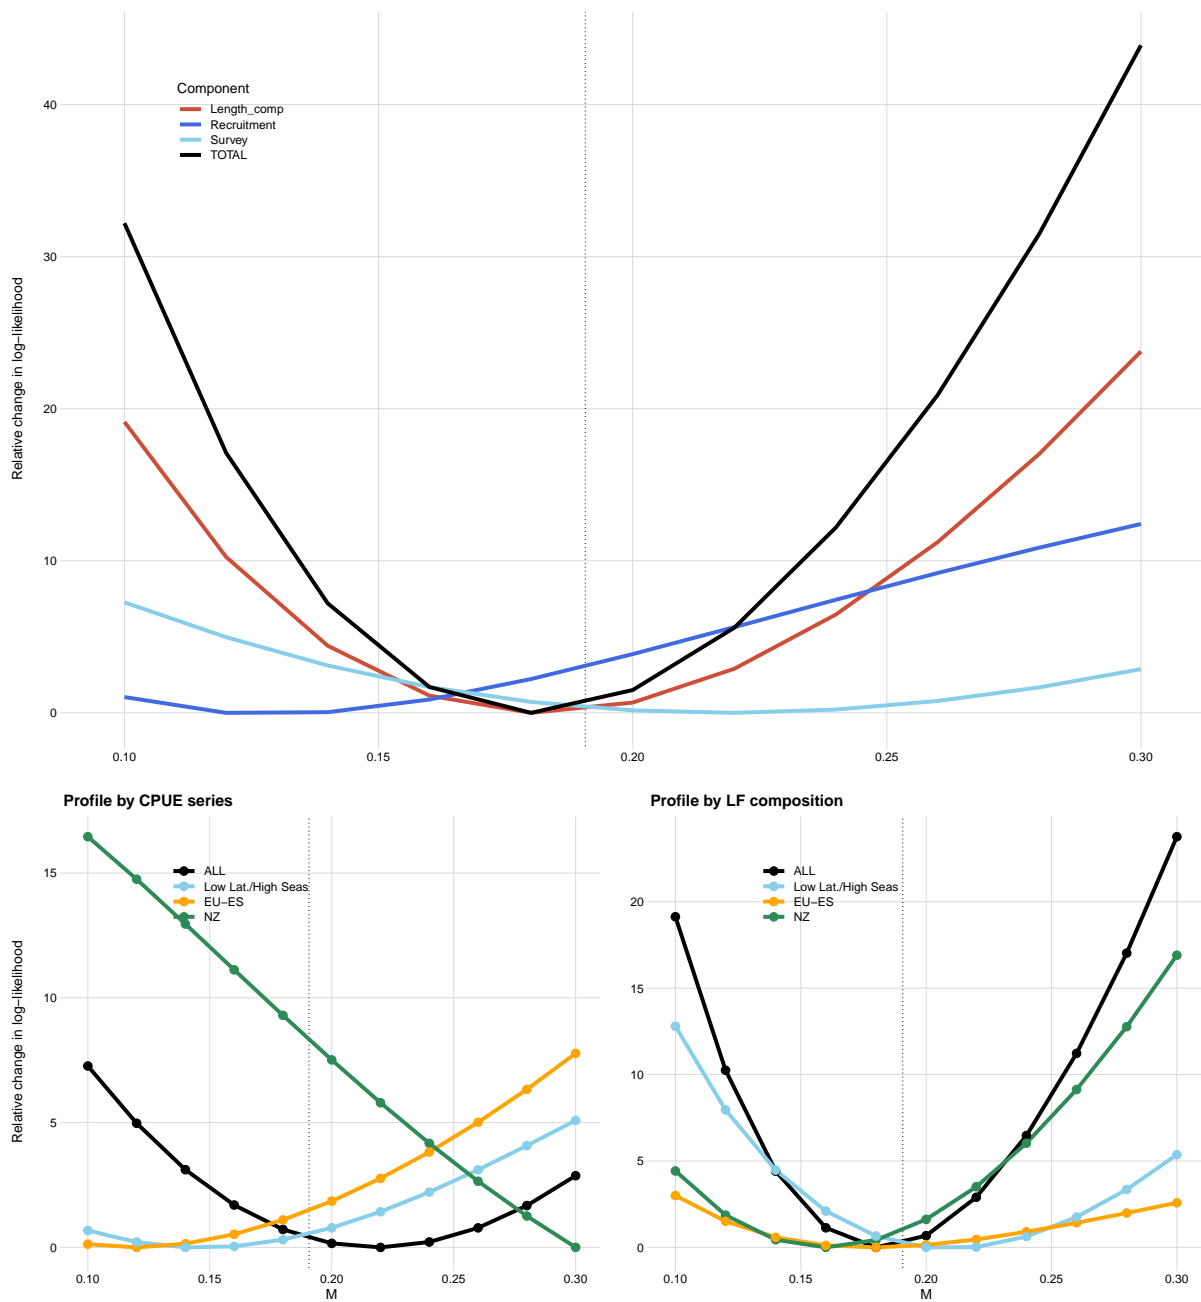 Relative change in log−likelihood
40
30
20
10
0
Component
Length_comp
Recruitment
Survey
TOTAL
0.10 0.15 0.20 0.25 0.30
Profile by CPUE series
Relative change in log−likelihood
15
10
5
0
ALL
Low Lat./High Seas
EU−ES
NZ
0.10 0.15 0.20 0.25 0.30
M
Profile by LF composition
20
15
10
5
0
ALL
Low Lat./High Seas
EU−ES
NZ
0.10 0.15 0.20 0.25 0.30
M